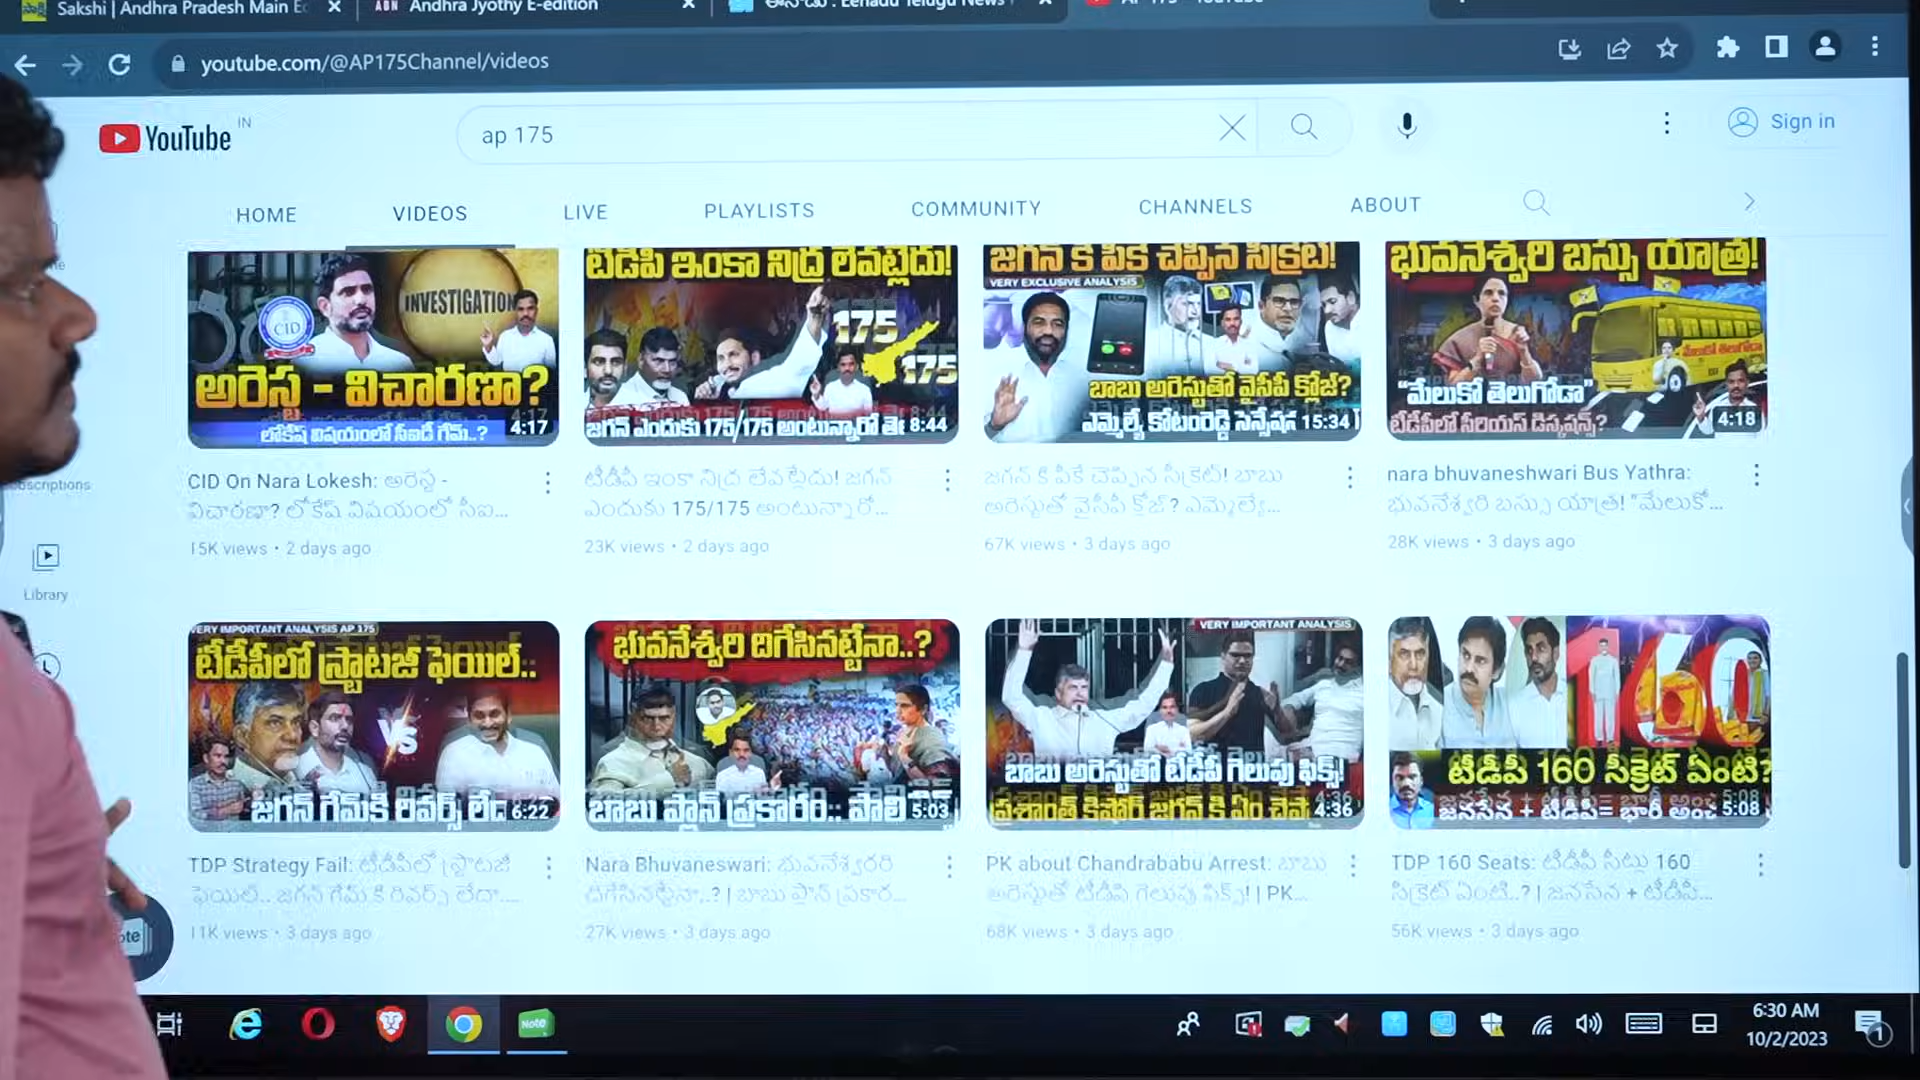 Sakshi | Andhra Pradesh Main E
ABN Andhra Jyothy E-edition
ఈనాడు : Eenadu Telugu News
AP 175 - YouTube
youtube.com/@AP175Channel/videos
YouTube IN
ap 175
Sign in
HOME
VIDEOS
LIVE
PLAYLISTS
COMMUNITY
CHANNELS
ABOUT
CID
INVESTIGATION
అరెస్ట - విచారణా?
లోకేష్ విషయంలో సీఐడీ గేమ్..?
4:17
టీడీపి ఇంకా నిద్ర లేవట్లేదు!
175
175
జగన్ ఎందుకు 175/175 అంటున్నారో
8:44
జగన్ కి పీకే చెప్పిన సీక్రెట్!
VERY EXCLUSIVE ANALYSIS
బాబు అరెస్టుతో వైసీపీ క్లోజ్?
ఎమ్మెల్యే కోటంరెడ్డి సెన్సేషన
15:34
భువనేశ్వరి బస్సు యాత్ర!
మేలుకో తెలుగోడా
"మేలుకో తెలుగోడా"
టీడీపీలో సీరియస్ డిస్కషన్స్?
4:18
CID On Nara Lokesh: అరెస్ట -
విచారణా? లోకేష్ విషయంలో సీఐ...
15K views • 2 days ago
టీడీపీ ఇంకా నిద్ర లేవట్లేదు! జగన్
ఎందుకు 175/175 అంటున్నారో...
23K views • 2 days ago
జగన్ కి పీకే చెప్పిన సీక్రెట్! బాబు
అరెస్టుతో వైసీపీ క్లోజ్? ఎమ్మెల్యే...
67K views • 3 days ago
nara bhuvaneshwari Bus Yathra:
భువనేశ్వరి బస్సు యాత్ర! "మేలుకో...
28K views • 3 days ago
Library
VERY IMPORTANT ANALYSIS AP 175
టీడీపీలో స్ట్రాటజీ ఫెయిల్..
VS
జగన్ గేమ్‌కి రివర్స్ లేదా
6:22
భువనేశ్వరి దిగేసినట్టేనా..?
బాబు ప్లాన్ ప్రకారం..
5:03
VERY IMPORTANT ANALYSIS
బాబు అరెస్టుతో టీడీపీ గెలుపు ఫిక్స్!
ప్రశాంత్ కిషోర్ జగన్ కి ఏం చెప్పా
4:36
160
టీడీపీ 160 సీక్రెట్ ఏంటి?
జనసేన + టీడీపీ= భారీ
5:08
TDP Strategy Fail: టీడీపీలో స్ట్రాటజీ
ఫెయిల్.. జగన్ గేమ్ కి రివర్స్ లేదా....
11K views • 3 days ago
Nara Bhuvaneswari: భువనేశ్వరి
దిగేసినట్టేనా..? | బాబు ప్లాన్ ప్రకార...
27K views • 3 days ago
PK about Chandrababu Arrest: బాబు
అరెస్టుతో టీడీపీ గెలుపు ఫిక్స్! | PK...
68K views • 3 days ago
TDP 160 Seats: టీడీపీ సీట్లు 160
సీక్రెట్ ఏంటి..? | జనసేన + టీడీపీ...
56K views • 3 days ago
Note
6:30 AM
10/2/2023
1